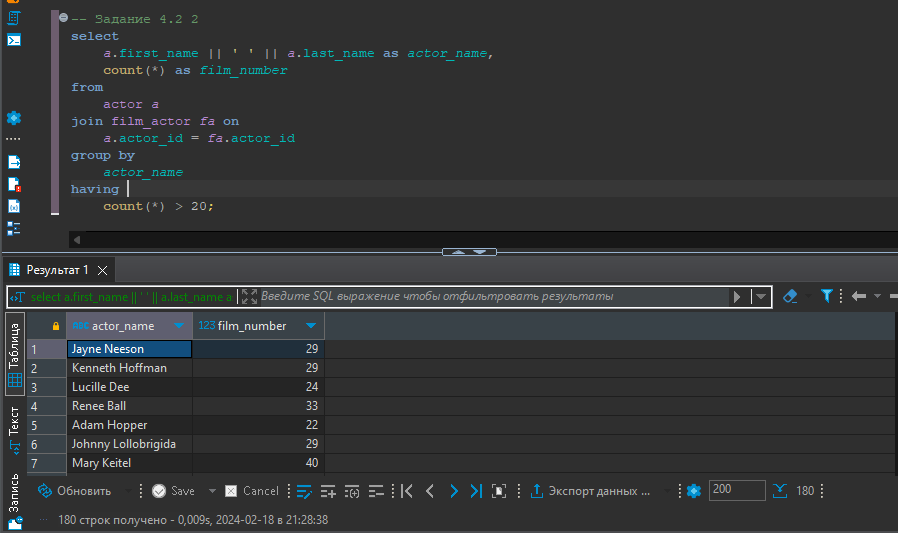 -- Задание 4.2 2
select
a.first_name || ' ' || a.last_name as actor_name,
count(*) as film_number
from
actor a
join film_actor fa on
a.actor_id = fa.actor_id
group by
actor_name
having
count(*) > 20;
Результат 1
select a.first_name || ' ' || a.last_name a
Введите SQL выражение чтобы отфильтровать результаты
Таблица
Текст
Запись
actor_name 123 film_number
1 Jayne Neeson 29
2 Kenneth Hoffman 29
3 Lucille Dee 24
4 Renee Ball 33
5 Adam Hopper 22
6 Johnny Lollobrigida 29
7 Mary Keitel 40
Обновить Save Cancel Экспорт данных ... 200 180
180 строк получено - 0,009s, 2024-02-18 в 21:28:38